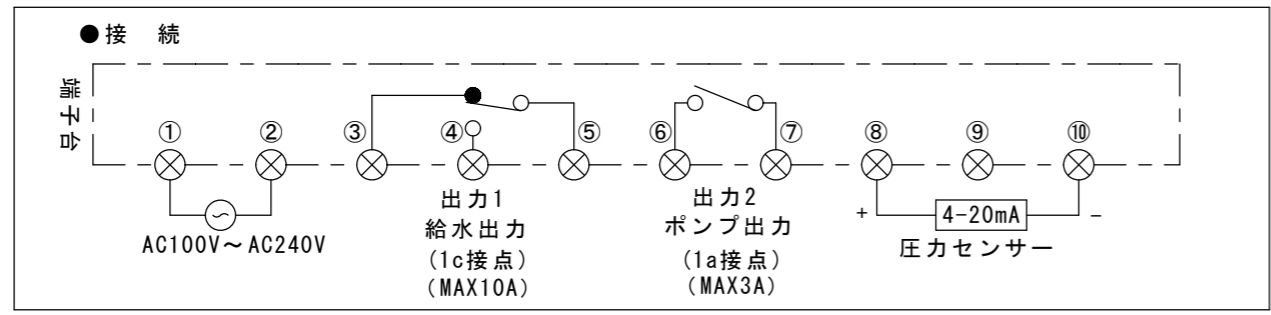 ●接 続
端子台
① ② ③ ④ ⑤ ⑥ ⑦ ⑧ ⑨ ⑩
AC100V～AC240V
出力1
給水出力
(1c接点)
(MAX10A)
出力2
ポンプ出力
(1a接点)
(MAX3A)
+ 4-20mA −
圧力センサー